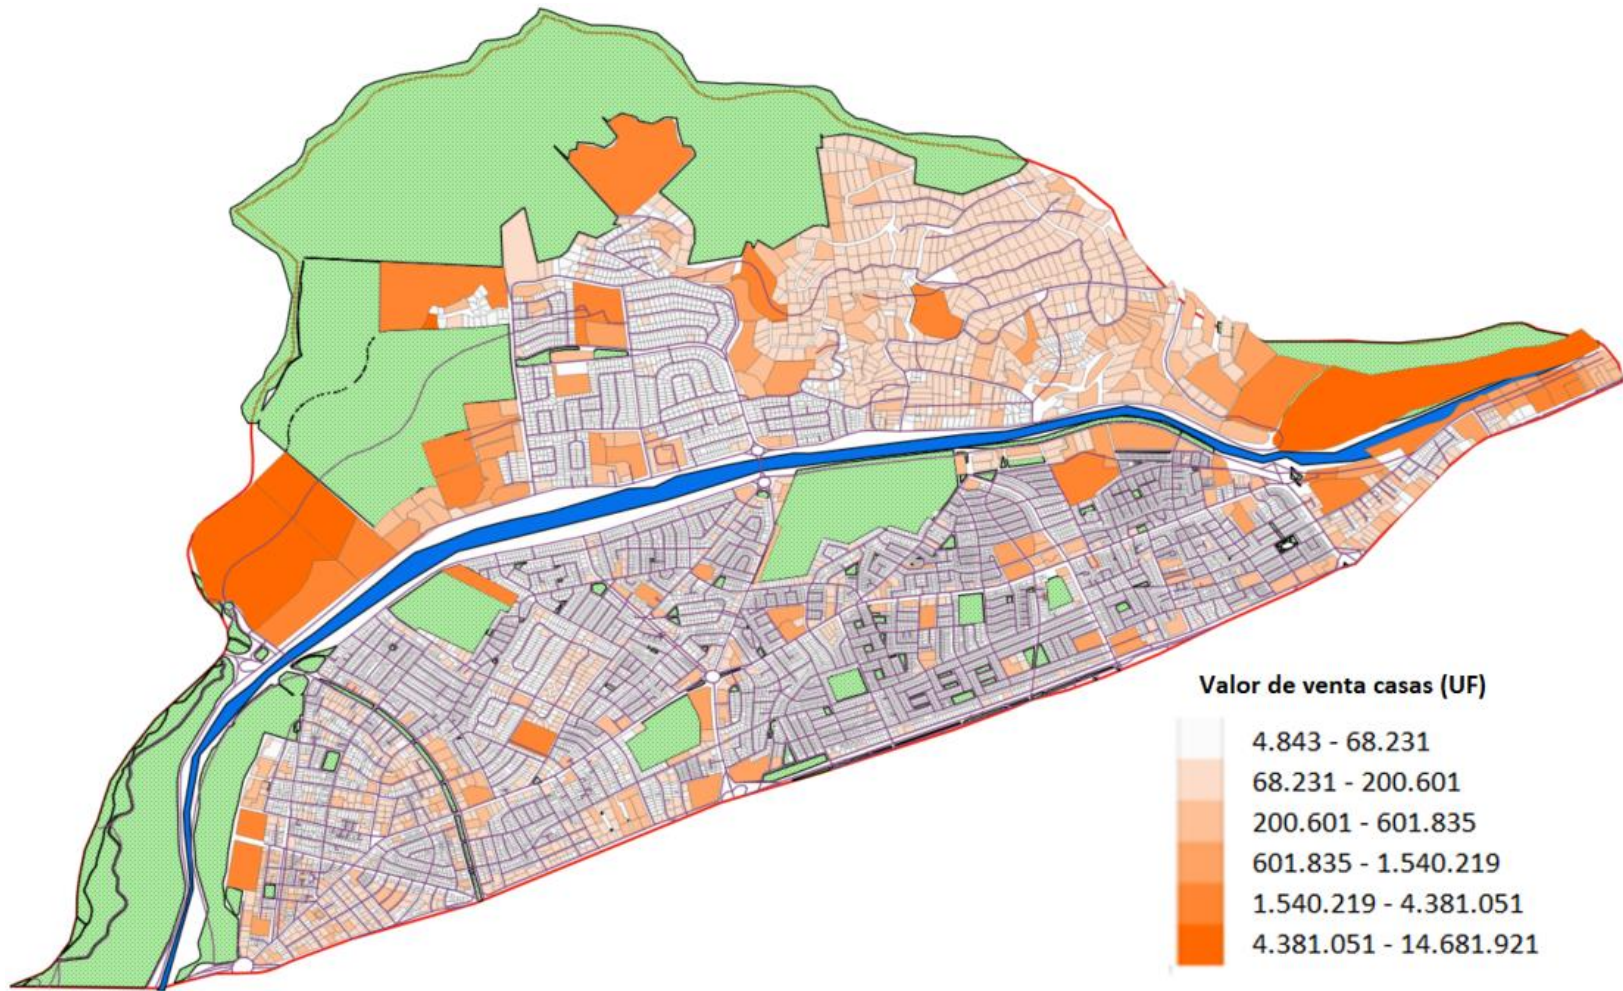 Valor de venta casas (UF)
4.843 - 68.231
68.231 - 200.601
200.601 - 601.835
601.835 - 1.540.219
1.540.219 - 4.381.051
4.381.051 - 14.681.921